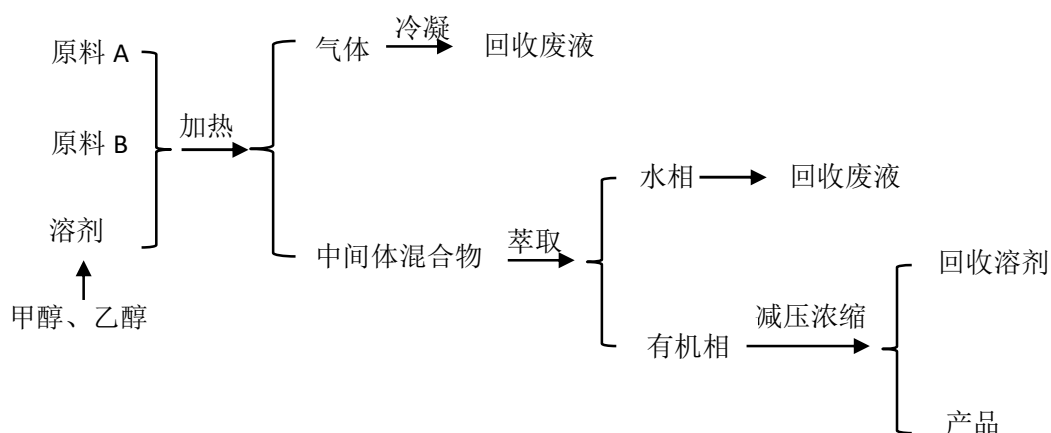 原料 A
原料 B
溶剂
甲醇、乙醇
加热
气体
冷凝
回收废液
中间体混合物
萃取
水相
回收废液
有机相
减压浓缩
回收溶剂
产品